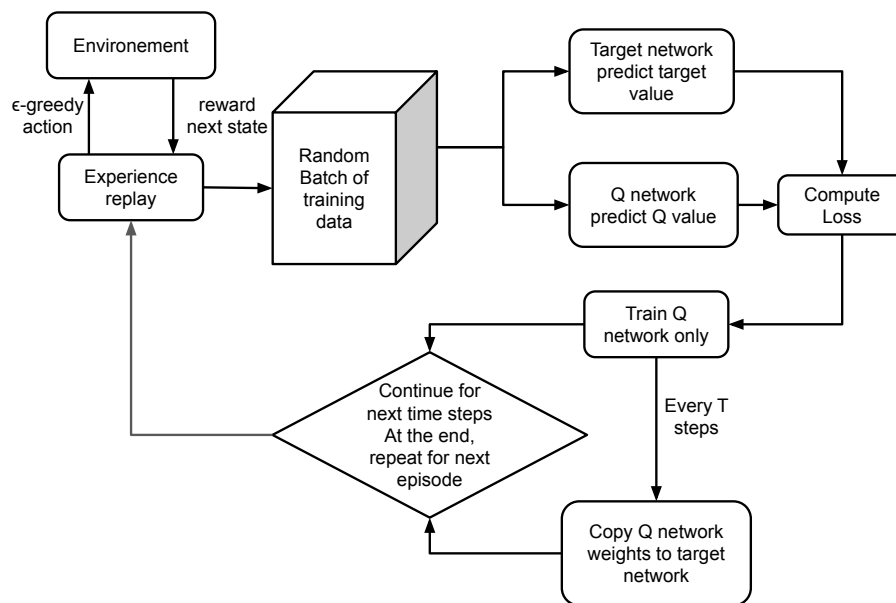 Environement
ϵ-greedy
action
reward
next state
Experience
replay
Random
Batch of
training
data
Target network
predict target
value
Q network
predict Q value
Compute
Loss
Train Q
network only
Every T
steps
Continue for
next time steps
At the end,
repeat for next
episode
Copy Q network
weights to target
network